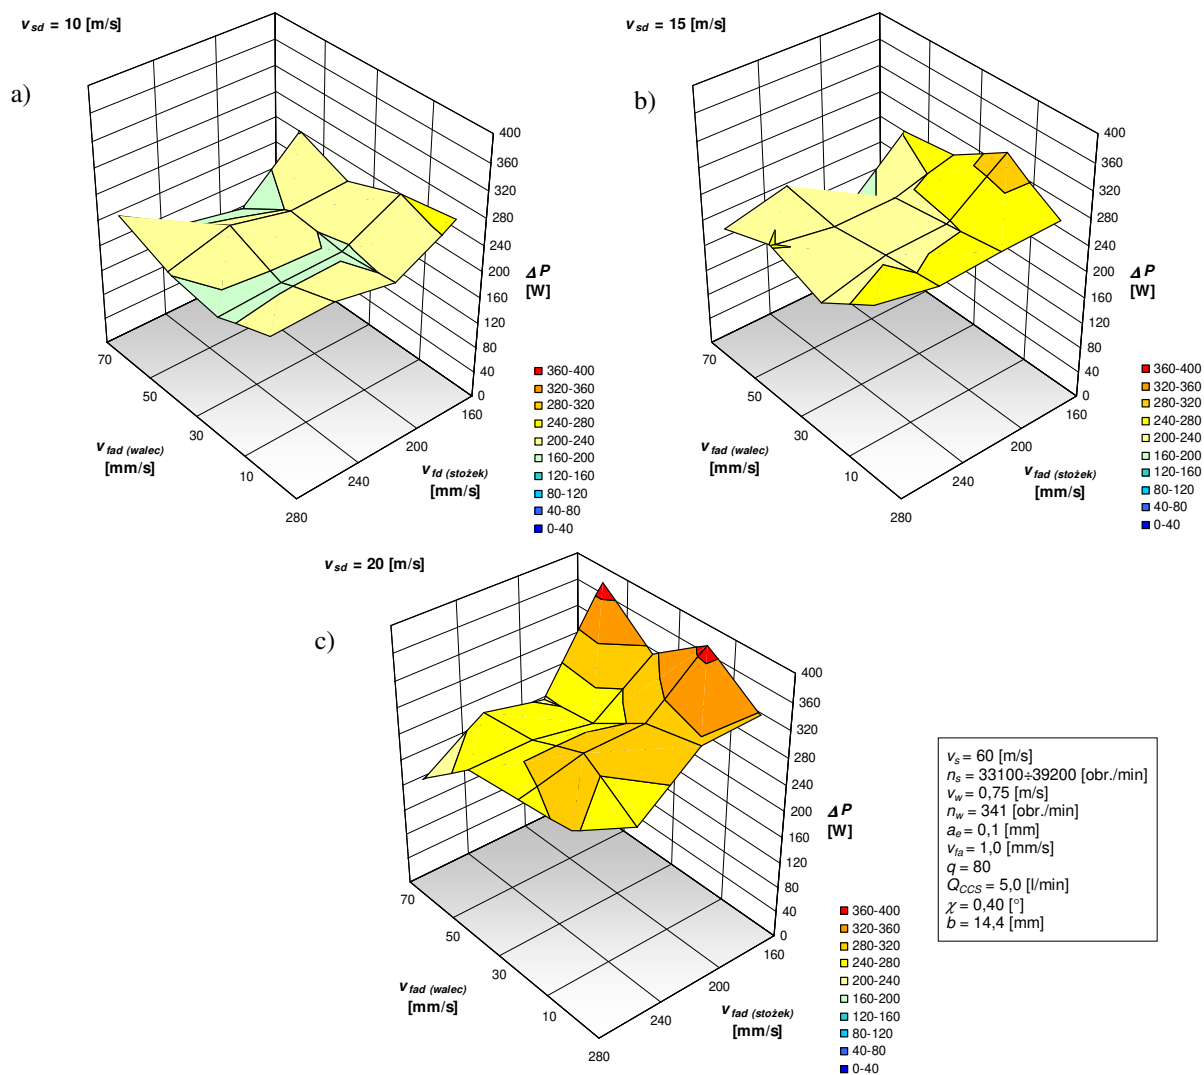 v_sd = 10 [m/s]
a)
400
360
320
280
240
200
160
120
80
40
0
ΔP
[W]
70
50
30
10
v_fad (walec)
[mm/s]
160
200
240
280
v_fd (stożek)
[mm/s]
360-400
320-360
280-320
240-280
200-240
160-200
120-160
80-120
40-80
0-40
v_sd = 15 [m/s]
b)
400
360
320
280
240
200
160
120
80
40
0
ΔP
[W]
70
50
30
10
v_fad (walec)
[mm/s]
160
200
240
280
v_fad (stożek)
[mm/s]
360-400
320-360
280-320
240-280
200-240
160-200
120-160
80-120
40-80
0-40
v_sd = 20 [m/s]
c)
400
360
320
280
240
200
160
120
80
40
0
ΔP
[W]
70
50
30
10
v_fad (walec)
[mm/s]
160
200
240
280
v_fad (stożek)
[mm/s]
360-400
320-360
280-320
240-280
200-240
160-200
120-160
80-120
40-80
0-40
v_s = 60 [m/s]
n_s = 33100÷39200 [obr./min]
v_w = 0,75 [m/s]
n_w = 341 [obr./min]
a_e = 0,1 [mm]
v_fa = 1,0 [mm/s]
q = 80
Q_CCS = 5,0 [l/min]
χ = 0,40 [°]
b = 14,4 [mm]